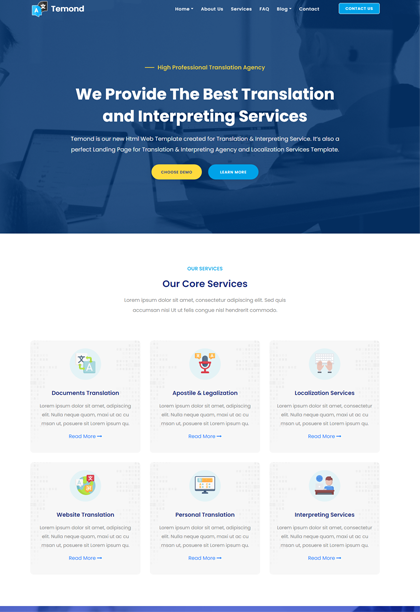 Temond
Home About Us Services FAQ Blog Contact CONTACT US
High Professional Translation Agency
We Provide The Best Translation
and Interpreting Services
Temond is our new Html Web Template created for Translation & Interpreting Service. It's also a
perfect Landing Page for Translation & Interpreting Agency and Localization Services Template.
CHOOSE DEMO LEARN MORE
OUR SERVICES
Our Core Services
Lorem ipsum dolor sit amet, consectetur adipiscing elit. Sed quis
accumsan nisi Ut ut felis congue nisl hendrerit commodo.
Documents Translation
Lorem ipsum dolor sit amet, adipiscing
elit. Nulla neque quam, maxi ut ac cu
msan ut, posuere sit Lorem ipsum qu.
Read More
Apostile & Legalization
Lorem ipsum dolor sit amet, consectetur
elit. Nulla neque quam, maxi ut ac cu
msan ut, posuere sit Lorem ipsum qu.
Read More
Localization Services
Lorem ipsum dolor sit amet, consectetur
elit. Nulla neque quam, maxi ut ac cu
msan ut, posuere sit Lorem ipsum qu.
Read More
Website Translation
Lorem ipsum dolor sit amet, adipiscing
elit. Nulla neque quam, maxi ut ac cu
msan ut, posuere sit Lorem ipsum qu.
Read More
Personal Translation
Lorem ipsum dolor sit amet, consectetur
elit. Nulla neque quam, maxi ut ac cu
msan ut, posuere sit Lorem ipsum qu.
Read More
Interpreting Services
Lorem ipsum dolor sit amet, consectetur
elit. Nulla neque quam, maxi ut ac cu
msan ut, posuere sit Lorem ipsum qu.
Read More